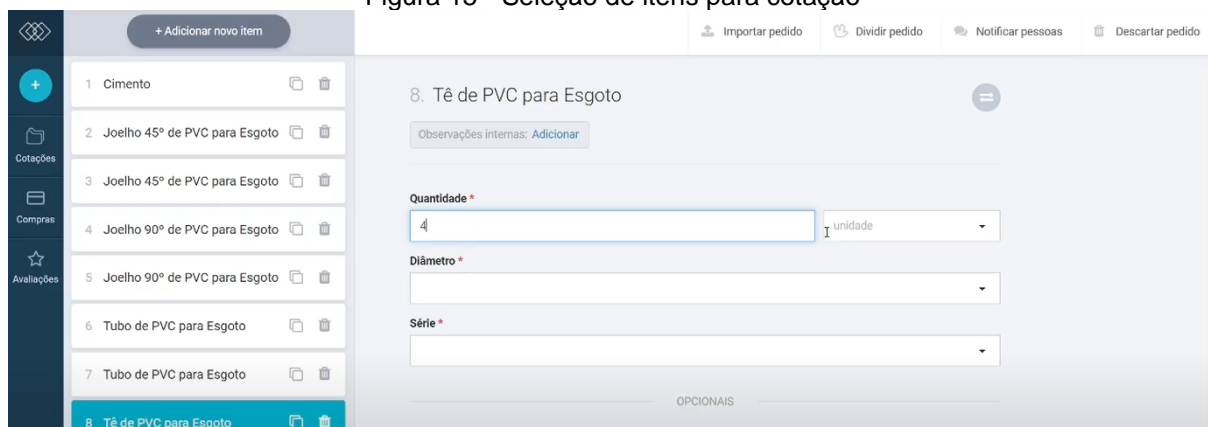 Figura 15 - Seleção de itens para cotação
+ Adicionar novo item
Importar pedido
Dividir pedido
Notificar pessoas
Descartar pedido
Cotações
Compras
Avaliações
1 Cimento
2 Joelho 45º de PVC para Esgoto
3 Joelho 45º de PVC para Esgoto
4 Joelho 90º de PVC para Esgoto
5 Joelho 90º de PVC para Esgoto
6 Tubo de PVC para Esgoto
7 Tubo de PVC para Esgoto
8 Tê de PVC para Esgoto
8. Tê de PVC para Esgoto
Observações internas: Adicionar
Quantidade *
4
unidade
Diâmetro *
Série *
OPCIONAIS